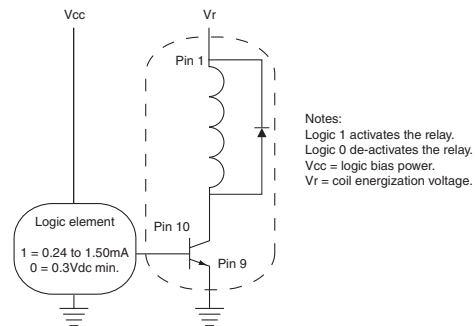 Vcc
Vr
Pin 1
Notes:
Logic 1 activates the relay.
Logic 0 de-activates the relay.
Vcc = logic bias power.
Vr = coil energization voltage.
Logic element
1 = 0.24 to 1.50mA
0 = 0.3Vdc min.
Pin 10
Pin 9